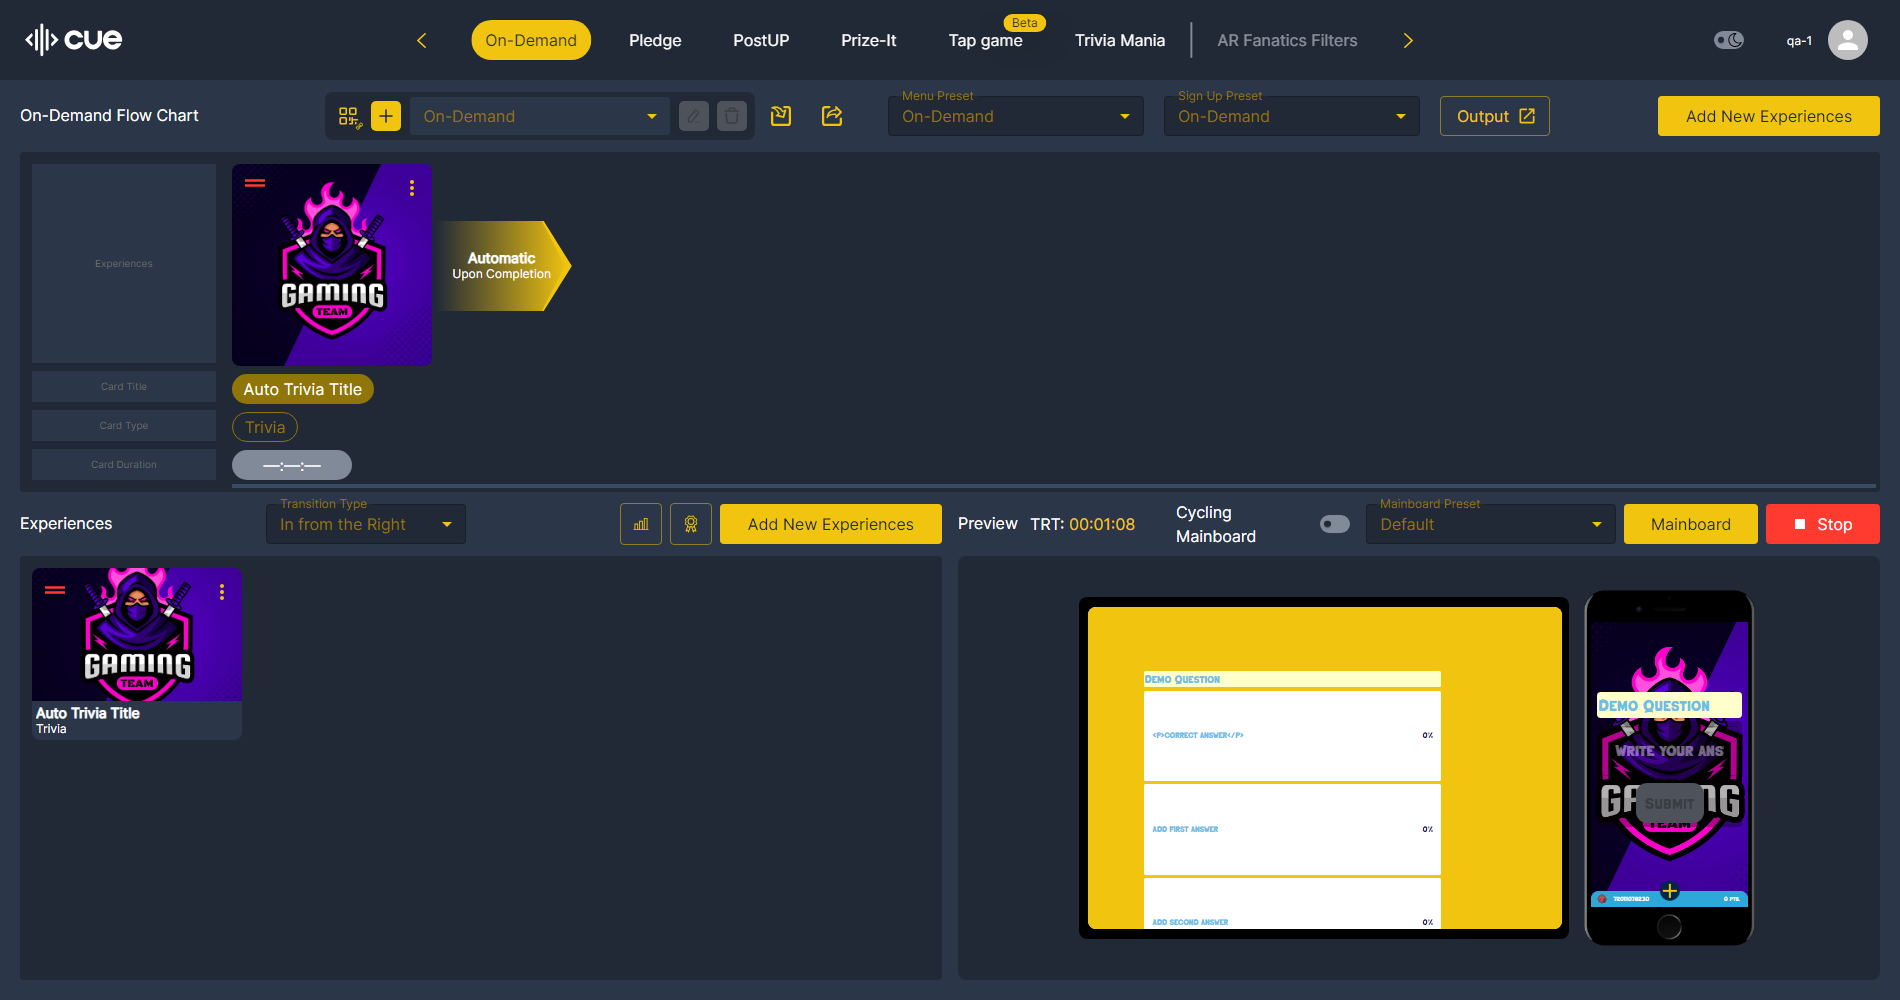 cue
On-Demand
Pledge
PostUP
Prize-It
Beta
Tap game
Trivia Mania
AR Fanatics Filters
qa-1
On-Demand Flow Chart
On-Demand
Menu Preset
On-Demand
Sign Up Preset
On-Demand
Output
Add New Experiences
Experiences
GAMING
TEAM
Automatic
Upon Completion
Card Title
Auto Trivia Title
Card Type
Trivia
Card Duration
—:—:—
Experiences
Transition Type
In from the Right
Add New Experiences
Preview
TRT: 00:01:08
Cycling
Mainboard
Mainboard Preset
Default
Mainboard
Stop
GAMING
TEAM
Auto Trivia Title
Trivia
Demo Question
<P>CORRECT ANSWER</P>
0%
ADD FIRST ANSWER
0%
ADD SECOND ANSWER
0%
Demo Question
WRITE YOUR ANS
GAMING
SUBMIT
TEAM
0 PTS.